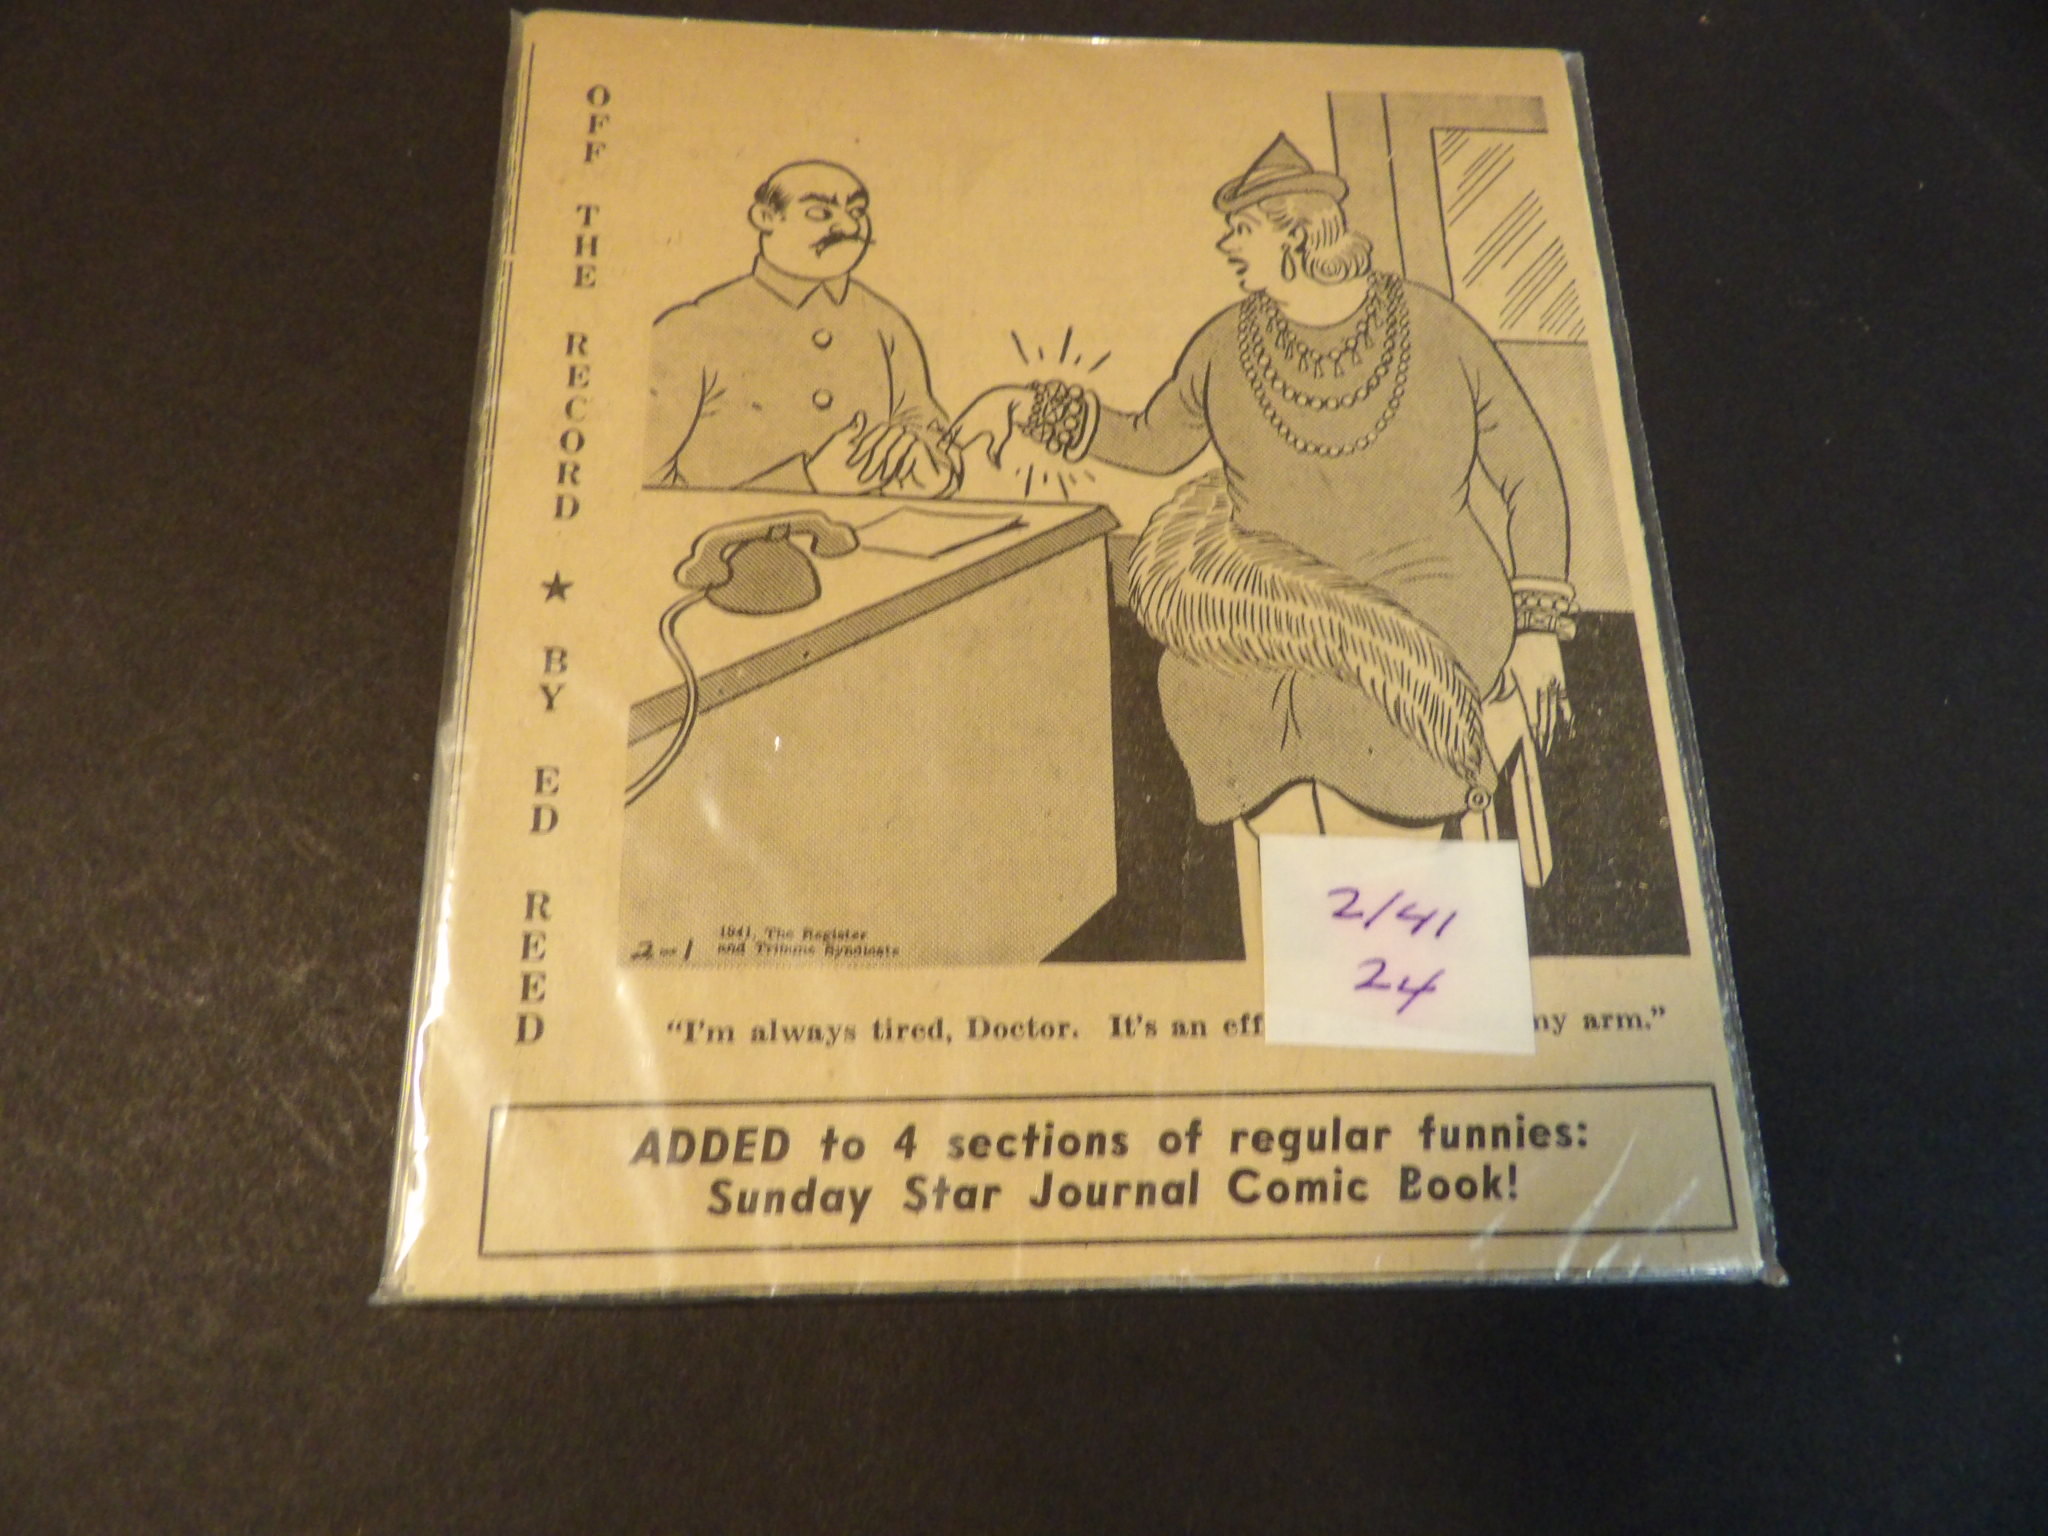 OFF THE RECORD ★ BY ED REED
2-1
1941, The Register
and Tribune Syndicate
2/41
24
"I'm always tired, Doctor. It's an eff my arm."
ADDED to 4 sections of regular funnies:
Sunday Star Journal Comic Book!